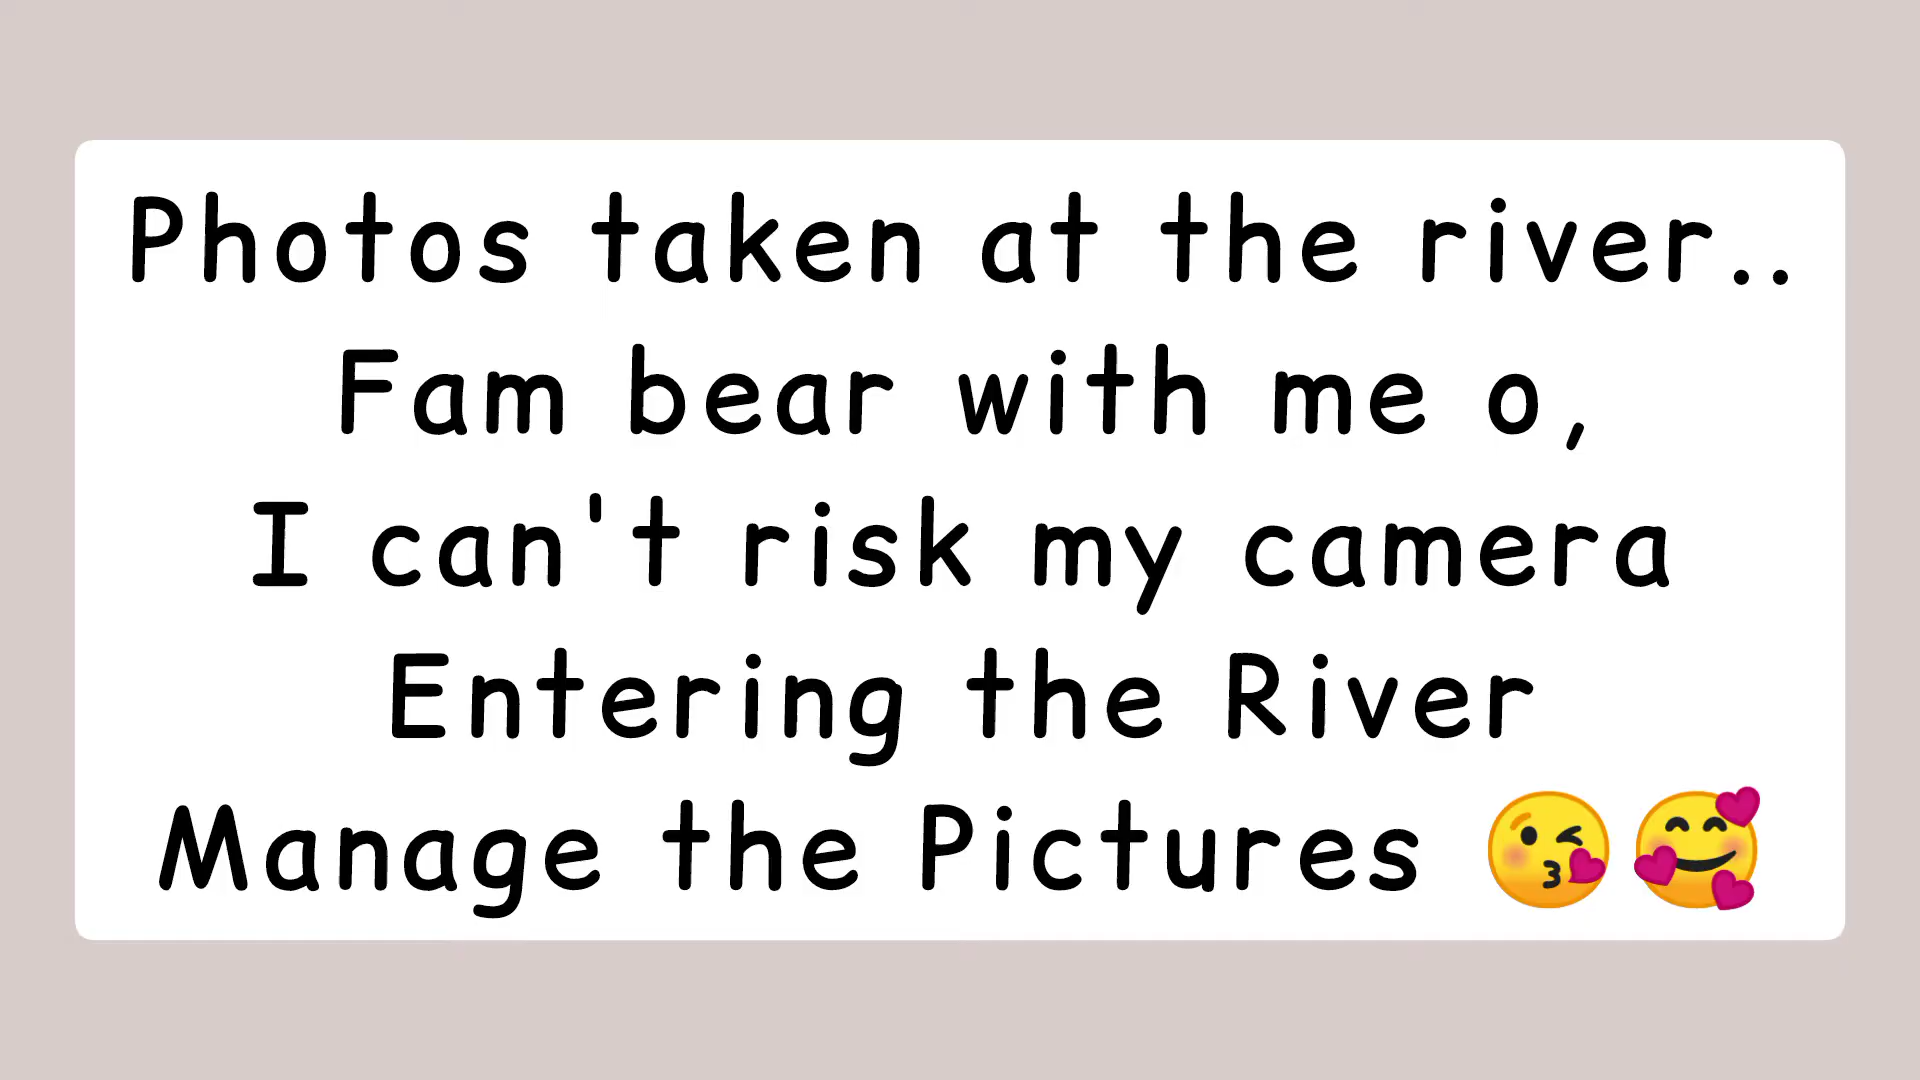 Photos taken at the river..
Fam bear with me o,
I can't risk my camera
Entering the River
Manage the Pictures 😘🥰